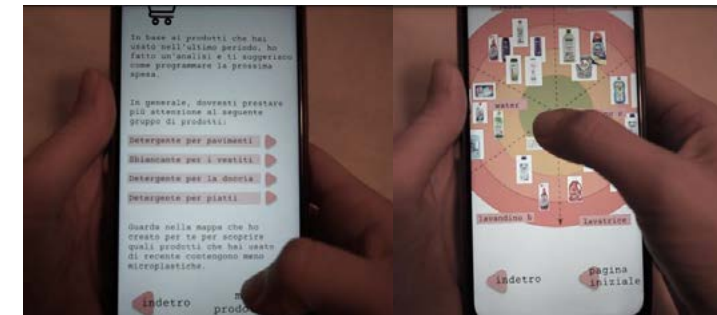 In base ai prodotti che hai
usato nell'ultimo periodo, ho
fatto un'analisi e ti suggerisco
come programmare la prossima
spesa.
In generale, dovresti prestare
più attenzione al seguente
gruppo di prodotti:
Detergente per pavimenti
Sbiancante per i vestiti
Detergente per la doccia
Detergente per piatti
Guarda nella mappa che ho
creato per te per scoprire
quali prodotti che hai usato
di recente contengono meno
microplastiche.
indetro
water
lavandino b
lavatrice
indetro
pagina
iniziale